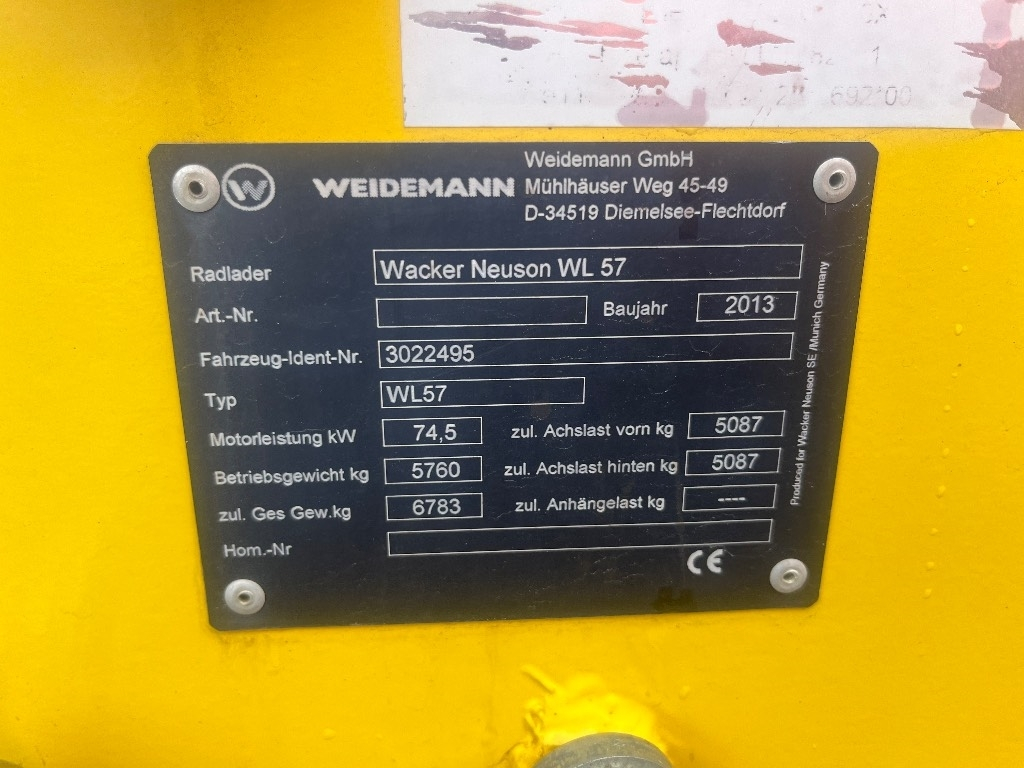 692 00
W WEIDEMANN
Weidemann GmbH
Mühlhäuser Weg 45-49
D-34519 Diemelsee-Flechtdorf
Radlader Wacker Neuson WL 57
Art.-Nr. Baujahr 2013
Fahrzeug-Ident-Nr. 3022495
Typ WL57
Motorleistung kW 74,5 zul. Achslast vorn kg 5087
Betriebsgewicht kg 5760 zul. Achslast hinten kg 5087
zul. Ges Gew.kg 6783 zul. Anhängelast kg ----
Hom.-Nr
CE
Produced for Wacker Neuson SE /Munich Germany